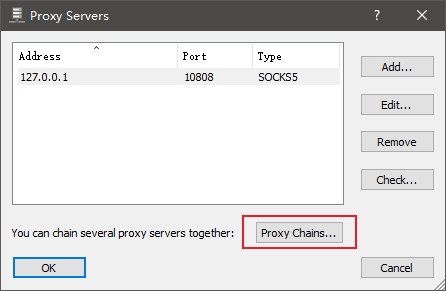 Proxy Servers
Address Port Type
127.0.0.1 10808 SOCKS5
Add...
Edit...
Remove
Check...
You can chain several proxy servers together: Proxy Chains...
OK Cancel